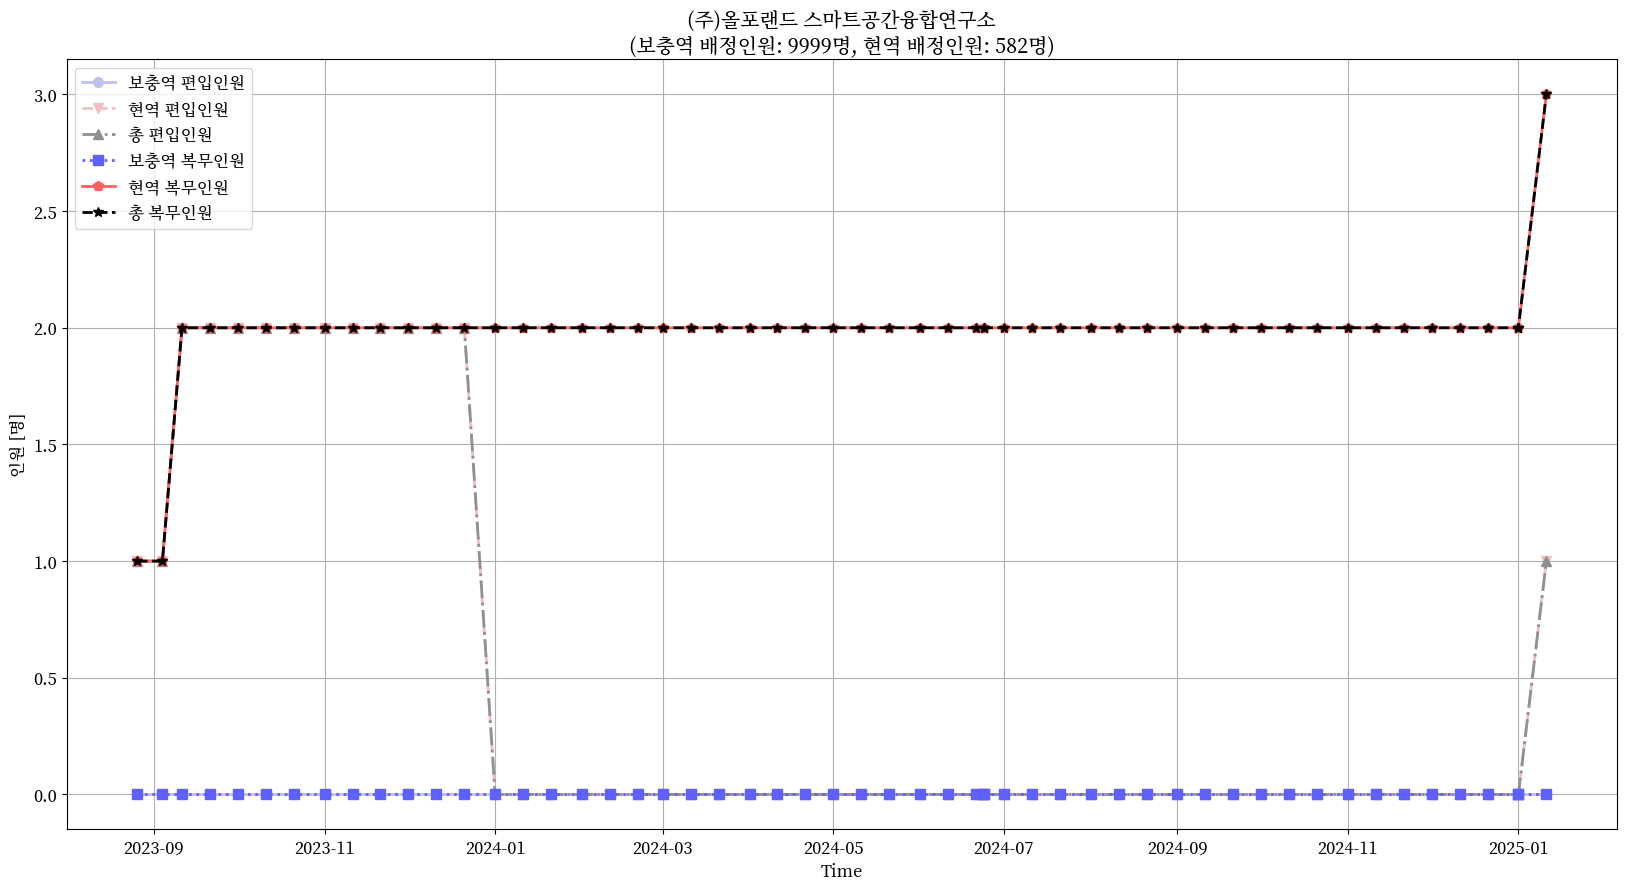 (주)올포랜드 스마트공간융합연구소
(보충역 배정인원: 9999명, 현역 배정인원: 582명)
보충역 편입인원
현역 편입인원
총 편입인원
보충역 복무인원
현역 복무인원
총 복무인원
3.0
2.5
2.0
1.5
1.0
0.5
0.0
인원 [명]
2023-09
2023-11
2024-01
2024-03
2024-05
2024-07
2024-09
2024-11
2025-01
Time